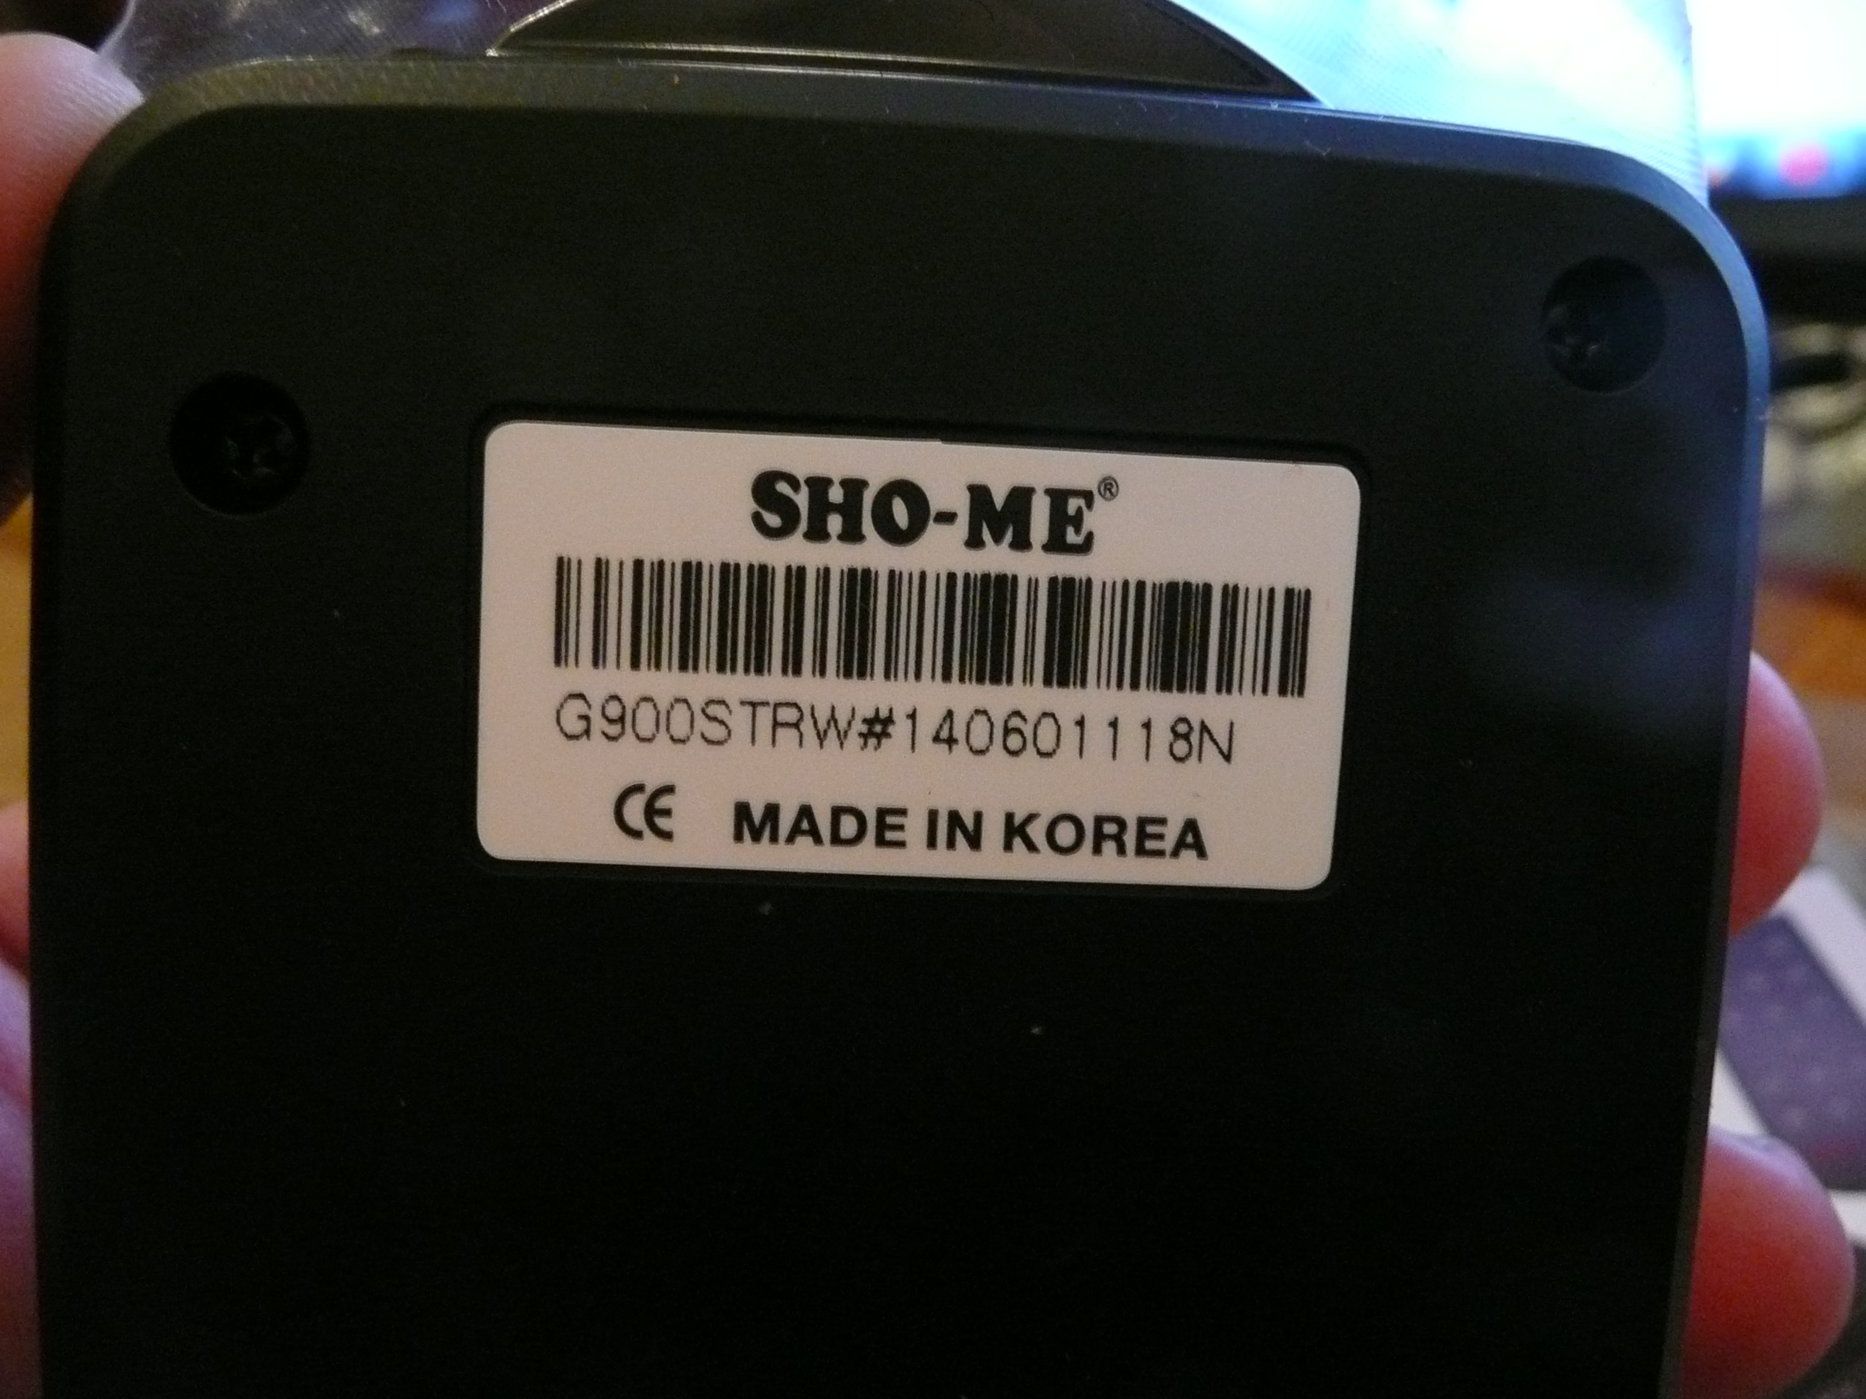 SHO-ME®
G900STRW#140601118N
CE MADE IN KOREA